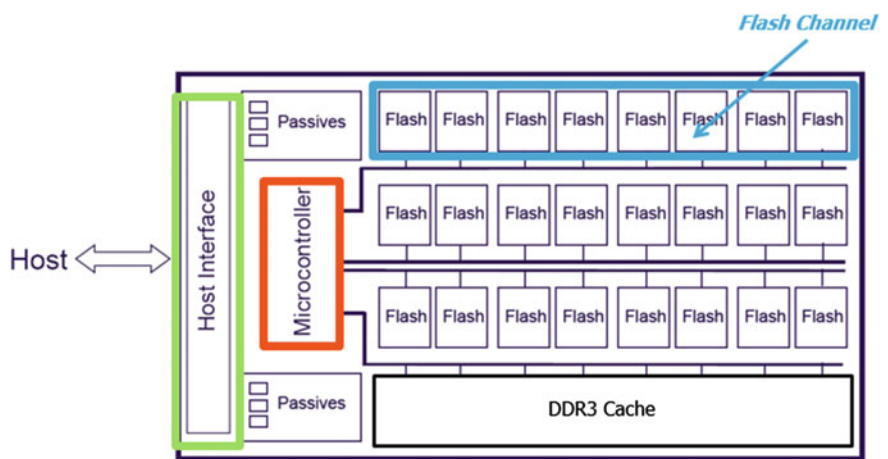 Flash Channel
Passives
Flash Flash Flash Flash Flash Flash Flash Flash
Host
Host Interface
Microcontroller
Flash Flash Flash Flash Flash Flash Flash Flash
Flash Flash Flash Flash Flash Flash Flash Flash
Passives
DDR3 Cache